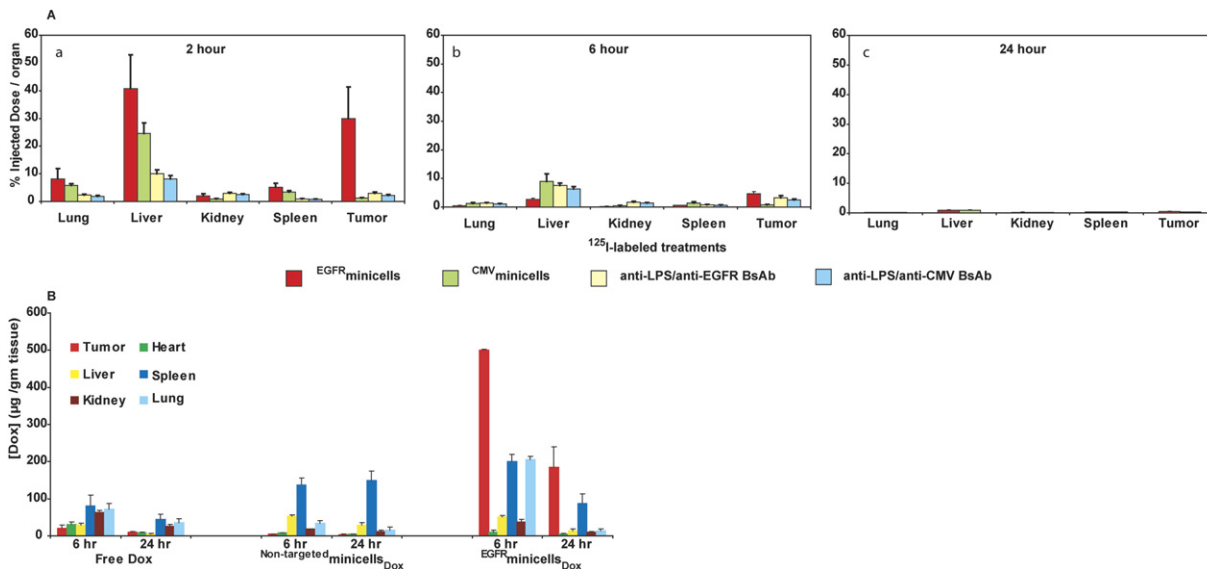 A
% Injected Dose / organ
60
50
40
30
20
10
0
a
2 hour
Lung Liver Kidney Spleen Tumor
60
50
40
30
20
10
0
b
6 hour
Lung Liver Kidney Spleen Tumor
60
50
40
30
20
10
0
c
24 hour
Lung Liver Kidney Spleen Tumor
125I-labeled treatments
EGFRminicells
CMVminicells
anti-LPS/anti-EGFR BsAb
anti-LPS/anti-CMV BsAb
B
[Dox] (µg /gm tissue)
600
500
400
300
200
100
0
Tumor
Heart
Liver
Spleen
Kidney
Lung
6 hr 24 hr
Free Dox
6 hr 24 hr
Non-targetedminicellsDox
6 hr 24 hr
EGFRminicellsDox